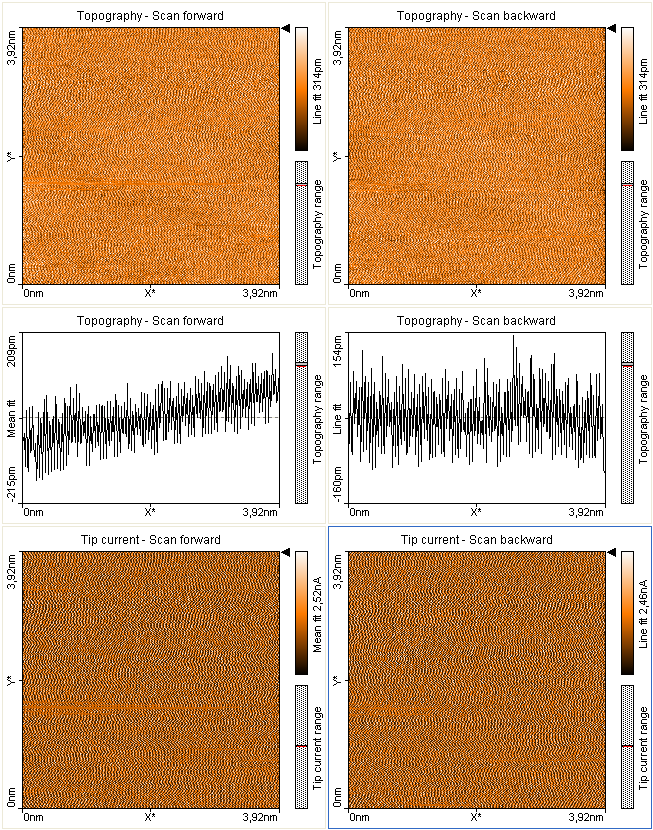 Topography - Scan forward
3,92nm
Y*
0nm
0nm
X*
3,92nm
Line fit 314pm
Topography range
Topography - Scan backward
3,92nm
Y*
0nm
0nm
X*
3,92nm
Line fit 314pm
Topography range
Topography - Scan forward
209pm
Mean fit
-215pm
0nm
X*
3,92nm
Topography range
Topography - Scan backward
154pm
Line fit
-160pm
0nm
X*
3,92nm
Topography range
Tip current - Scan forward
3,92nm
Y*
0nm
0nm
X*
3,92nm
Mean fit 2,52nA
Tip current range
Tip current - Scan backward
3,92nm
Y*
0nm
0nm
X*
3,92nm
Line fit 2,46nA
Tip current range